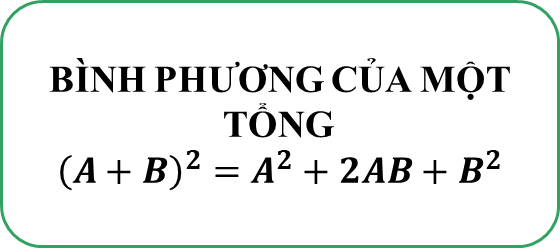 BÌNH PHƯƠNG CỦA MỘT
TỔNG
(A + B)² = A² + 2AB + B²